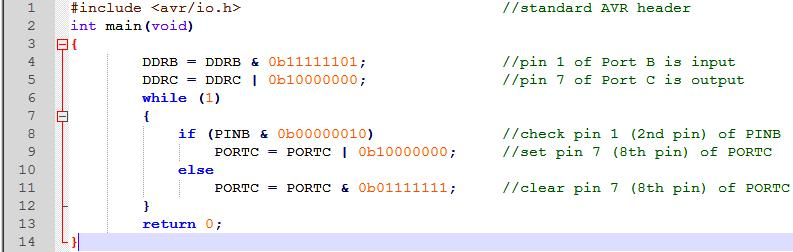 1 #include <avr/io.h> //standard AVR header
2 int main(void)
3 {
4 DDRB = DDRB & 0b11111101; //pin 1 of Port B is input
5 DDRC = DDRC | 0b10000000; //pin 7 of Port C is output
6 while (1)
7 {
8 if (PINB & 0b00000010) //check pin 1 (2nd pin) of PINB
9 PORTC = PORTC | 0b10000000; //set pin 7 (8th pin) of PORTC
10 else
11 PORTC = PORTC & 0b01111111; //clear pin 7 (8th pin) of PORTC
12 }
13 return 0;
14 }